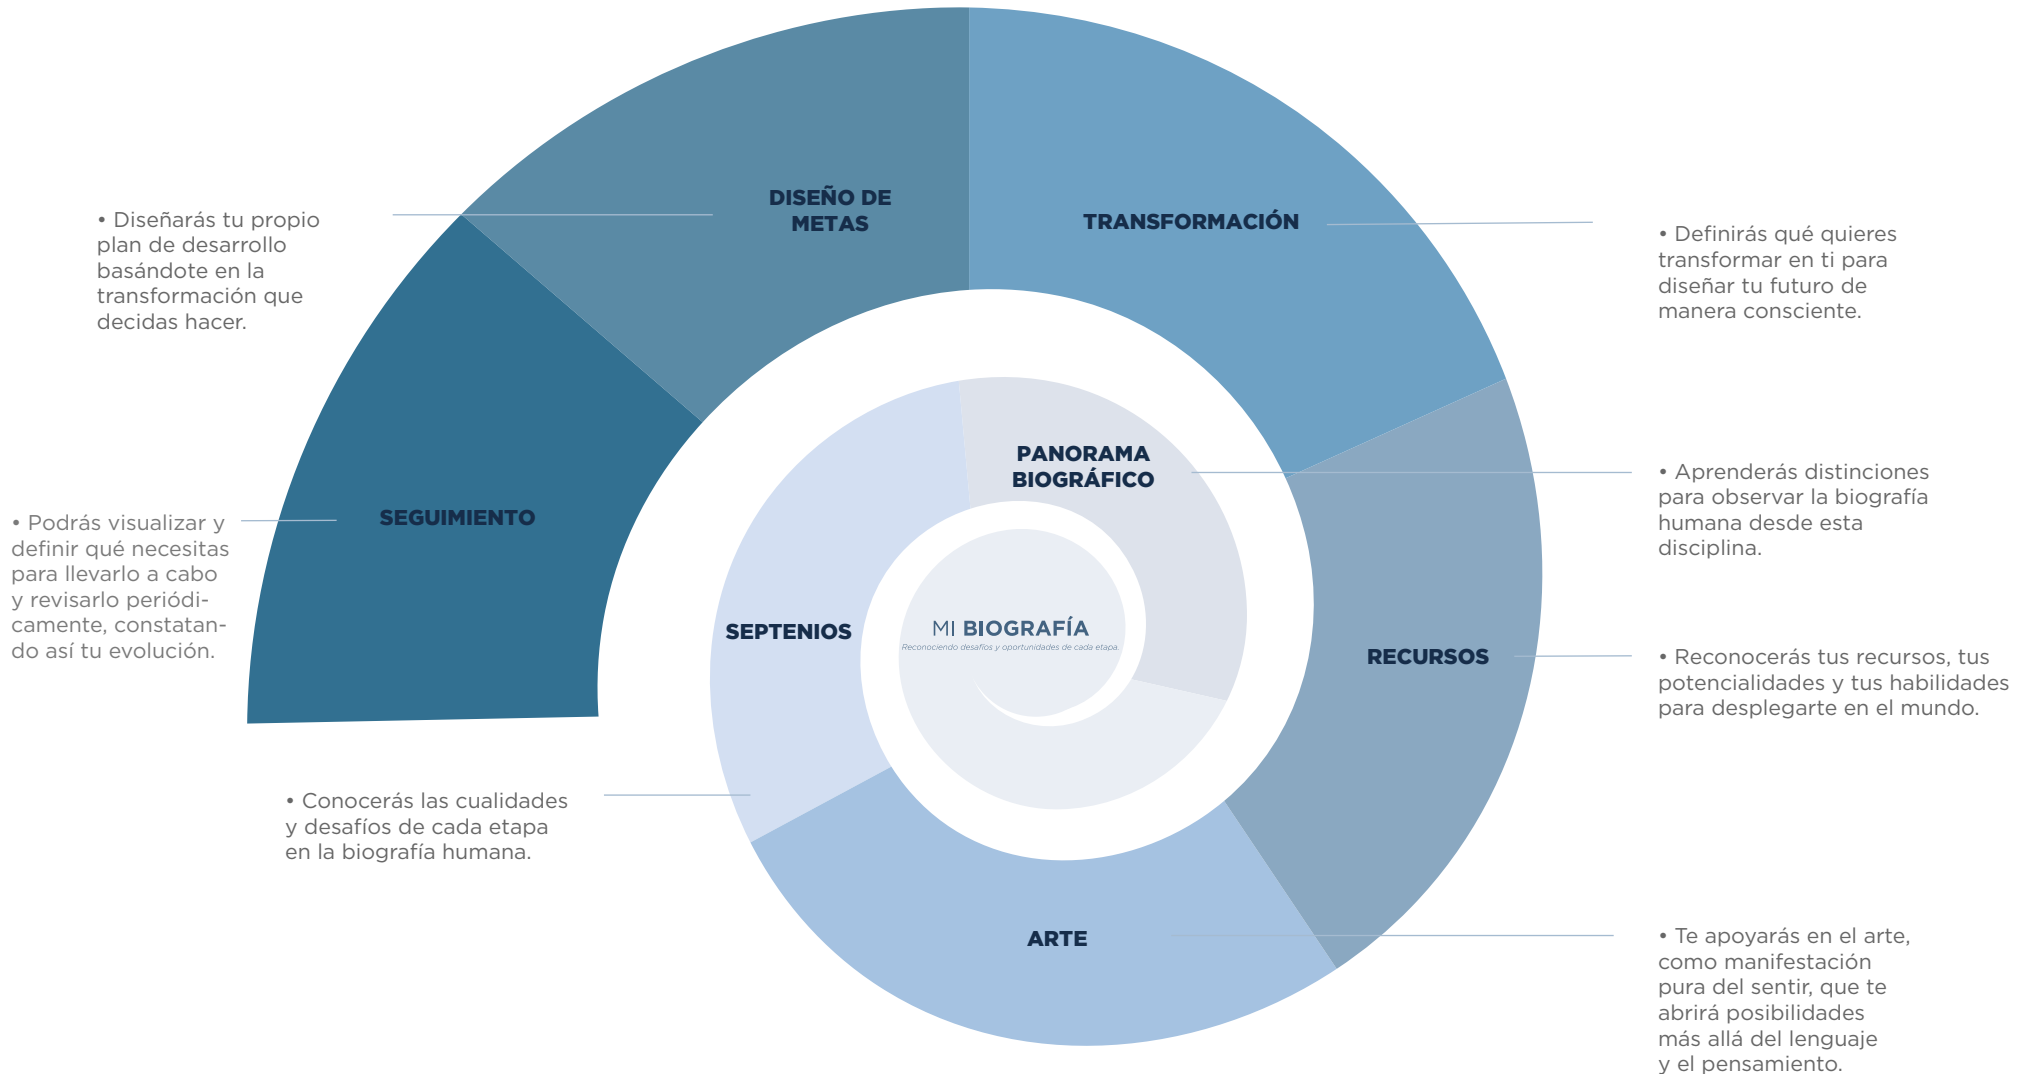 DISEÑO DE
METAS
• Diseñarás tu propio
plan de desarrollo
basándote en la
transformación que
decidas hacer.
TRANSFORMACIÓN
• Definirás qué quieres
transformar en ti para
diseñar tu futuro de
manera consciente.
PANORAMA
BIOGRÁFICO
• Aprenderás distinciones
para observar la biografía
humana desde esta
disciplina.
SEGUIMIENTO
• Podrás visualizar y
definir qué necesitas
para llevarlo a cabo
y revisarlo periódi-
camente, constatan-
do así tu evolución.
SEPTENIOS
• Conocerás las cualidades
y desafíos de cada etapa
en la biografía humana.
MI BIOGRAFÍA
Reconociendo desafíos y oportunidades de cada etapa.
RECURSOS
• Reconocerás tus recursos, tus
potencialidades y tus habilidades
para desplegarte en el mundo.
ARTE
• Te apoyarás en el arte,
como manifestación
pura del sentir, que te
abrirá posibilidades
más allá del lenguaje
y el pensamiento.